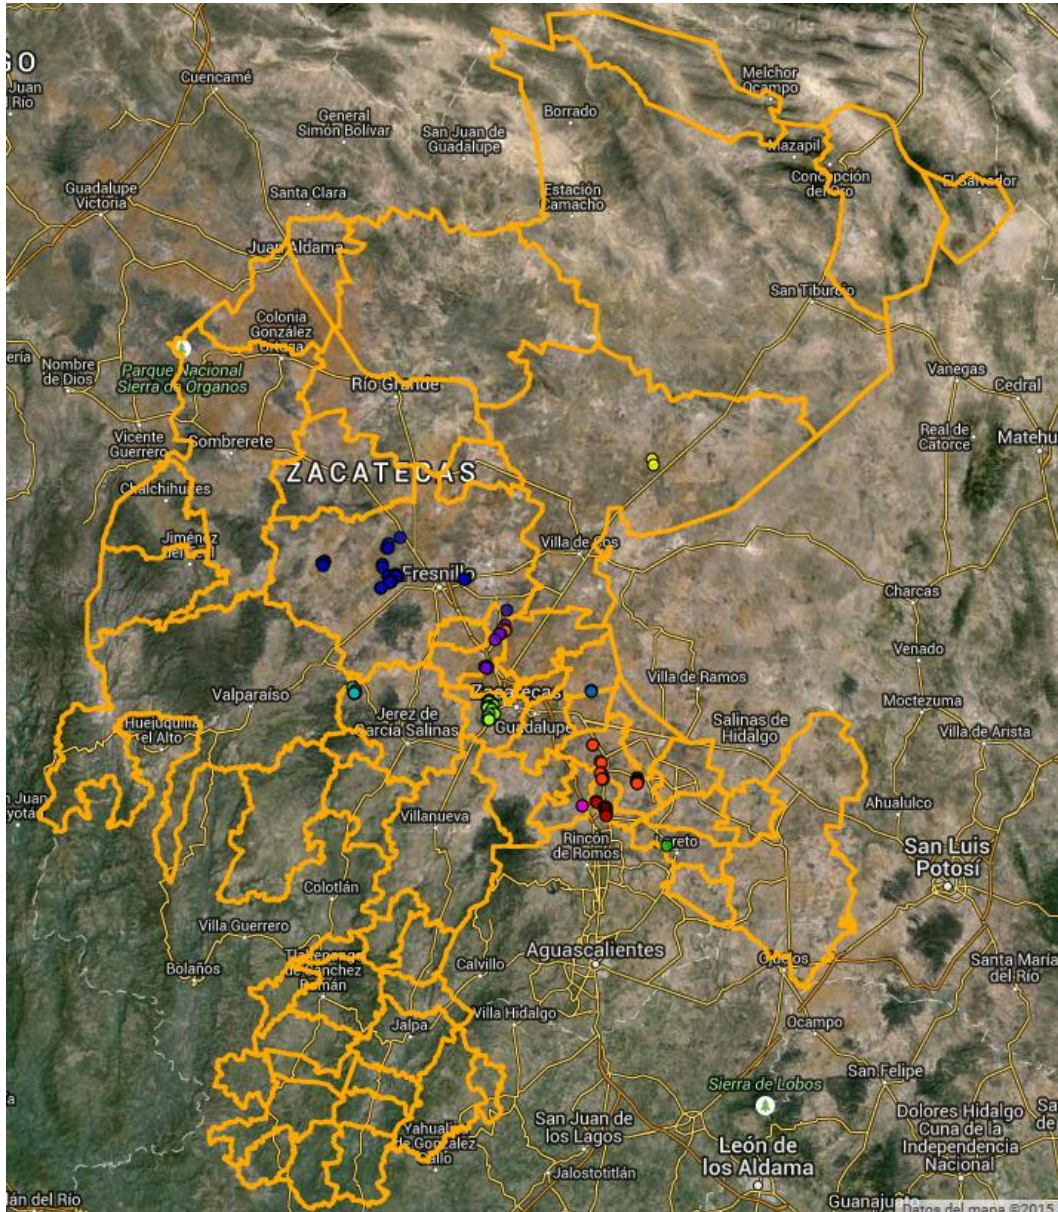 GO
Juan
Río
Cuencamé
Melchor
Ocampo
Borrado
General
Simón Bolívar
San Juan de
Guadalupe
Mazapil
Concepción
del Oro
El Salvador
Guadalupe
Victoria
Santa Clara
Estación
Camacho
Juan Aldama
San Tiburcio
Colonia
González
Ortega
Nombre
de Dios
Parque Nacional
Sierra de Órganos
Río Grande
Vanegas
Cedral
Vicente
Guerrero
Sombrerete
Real de
Catorce
Matehu
ZACATECAS
Chalchihuites
Jiménez
del Teul
Villa de Cos
Fresnillo
Charcas
Venado
Valparaíso
Zacatecas
Villa de Ramos
Moctezuma
Jerez de
García Salinas
Guadalupe
Salinas de
Hidalgo
Villa de Arista
Huejuquilla
el Alto
Villanueva
Ahualulco
Rincón
de Romos
Loreto
San Luis
Potosí
Colotlán
Villa Guerrero
Aguascalientes
Tlaltenango
de Sánchez
Román
Bolaños
Calvillo
Ojuelos
Santa María
del Río
Villa Hidalgo
Jalpa
Ocampo
San Felipe
Sierra de Lobos
Yahualica
de González
Gallo
San Juan de
los Lagos
León de
los Aldama
Dolores Hidalgo
Cuna de la
Independencia
Nacional
Jalostotitlán
lán del Río
Guanajuato
Datos del mapa ©2015